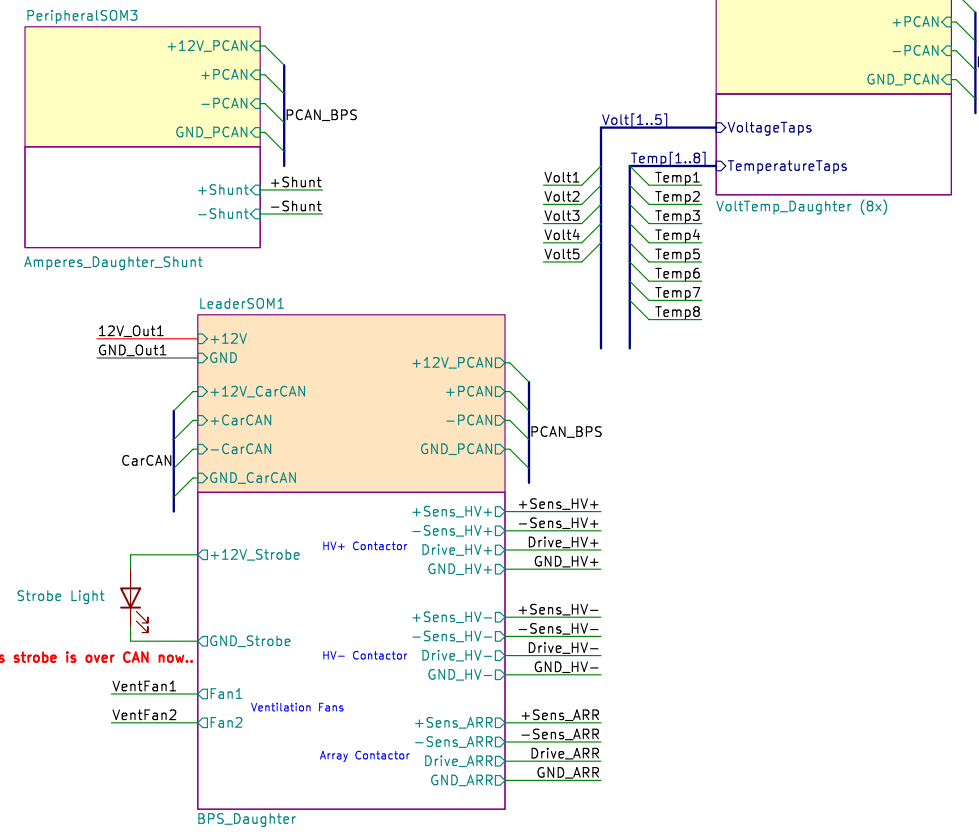 PeripheralSOM3
+12V_PCAN
+PCAN
-PCAN
GND_PCAN
PCAN_BPS
+Shunt
+Shunt
-Shunt
-Shunt
Amperes_Daughter_Shunt
+PCAN
-PCAN
GND_PCAN
Volt[1..5]
VoltageTaps
Temp[1..8]
TemperatureTaps
Volt1
Volt2
Volt3
Volt4
Volt5
Temp1
Temp2
Temp3
Temp4
Temp5
Temp6
Temp7
Temp8
VoltTemp_Daughter (8x)
LeaderSOM1
12V_Out1
+12V
GND_Out1
GND
+12V_CarCAN
+CarCAN
-CarCAN
GND_CarCAN
CarCAN
+12V_PCAN
+PCAN
-PCAN
GND_PCAN
PCAN_BPS
+12V_Strobe
Strobe Light
GND_Strobe
s strobe is over CAN now..
VentFan1
Fan1
VentFan2
Fan2
Ventilation Fans
HV+ Contactor
+Sens_HV+
+Sens_HV+
-Sens_HV+
-Sens_HV+
Drive_HV+
Drive_HV+
GND_HV+
GND_HV+
HV- Contactor
+Sens_HV-
+Sens_HV-
-Sens_HV-
-Sens_HV-
Drive_HV-
Drive_HV-
GND_HV-
GND_HV-
Array Contactor
+Sens_ARR
+Sens_ARR
-Sens_ARR
-Sens_ARR
Drive_ARR
Drive_ARR
GND_ARR
GND_ARR
BPS_Daughter